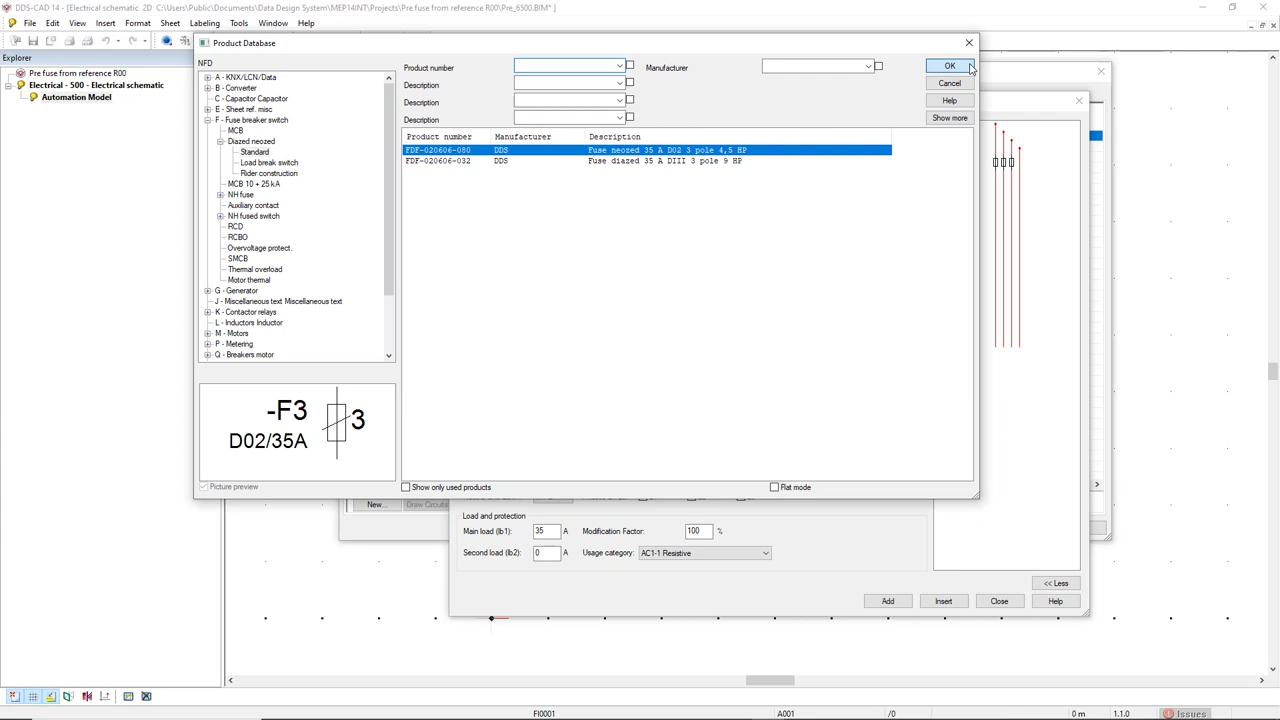 DDS-CAD 14 - [Electrical schematic  2D  C:\Users\Public\Documents\Data Design System\MEP14INT\Projects\Pre fuse from reference R00\Pre_6500.BIM* ]
File Edit View Insert Format Sheet Labeling Tools Window Help
Explorer
Pre fuse from reference R00
Electrical - 500 - Electrical schematic
Automation Model
Product Database
NFD
A - KNX/LCN/Data
B - Converter
C - Capacitor Capacitor
E - Sheet ref. misc
F - Fuse breaker switch
MCB
Diazed neozed
Standard
Load break switch
Rider construction
MCB 10 + 25 kA
NH fuse
Auxiliary contact
NH fused switch
RCD
RCBO
Overvoltage protect.
SMCB
Thermal overload
Motor thermal
G - Generator
J - Miscellaneous text Miscellaneous text
K - Contactor relays
L - Inductors Inductor
M - Motors
P - Metering
Q - Breakers motor
-F3
3
D02/35A
Picture preview
Product number
Manufacturer
OK
Description
Cancel
Description
Help
Description
Show more
Product number Manufacturer Description
FDF-020606-080 DDS Fuse neozed 35 A D02 3 pole 4,5 HP
FDF-020606-032 DDS Fuse diazed 35 A DIII 3 pole 9 HP
Show only used products
Flat mode
New...
Draw Circuits
Load and protection
Main load (Ib1): 35 A Modification Factor: 100 %
Second load (Ib2): 0 A Usage category: AC1-1 Resistive
<< Less
Add Insert Close Help
FI0001 A001 /0 0 m 1.1.0 Issues